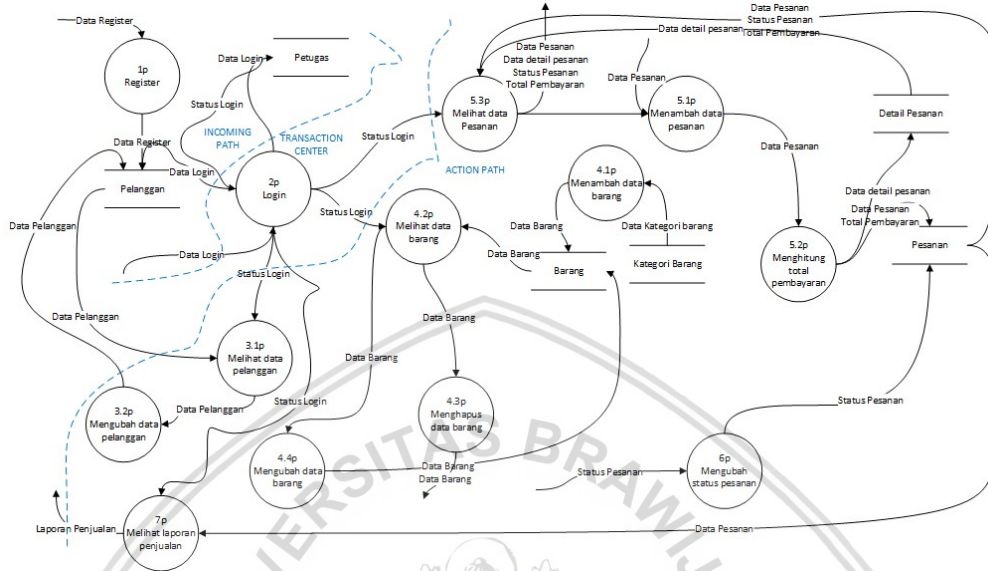 Data Register
1p
Register
Data Register
Pelanggan
Data Login
Petugas
Status Login
INCOMING
PATH
TRANSACTION
CENTER
Data Login
2p
Login
Data Login
Status Login
Status Login
Status Login
Status Login
Data Pelanggan
Data Pelanggan
3.1p
Melihat data
pelanggan
Data Pelanggan
3.2p
Mengubah data
pelanggan
Laporan Penjualan
7p
Melihat laporan
penjualan
ACTION PATH
5.3p
Melihat data
Pesanan
Data Pesanan
Data detail pesanan
Status Pesanan
Total Pembayaran
Data Pesanan
Status Pesanan
Total Pembayaran
Data detail pesanan
Data Pesanan
5.1p
Menambah data
pesanan
Data Pesanan
Detail Pesanan
Data detail pesanan
Data Pesanan
Total Pembayaran
Pesanan
5.2p
Menghitung
total
pembayaran
4.1p
Menambah data
barang
Data Barang
Data Kategori barang
4.2p
Melihat data
barang
Data Barang
Barang
Kategori Barang
Data Barang
Data Barang
4.3p
Menghapus
data barang
4.4p
Mengubah data
barang
Data Barang
Data Barang
Status Pesanan
6p
Mengubah
status pesanan
Status Pesanan
Data Pesanan
VERSITAS BRAWIJ